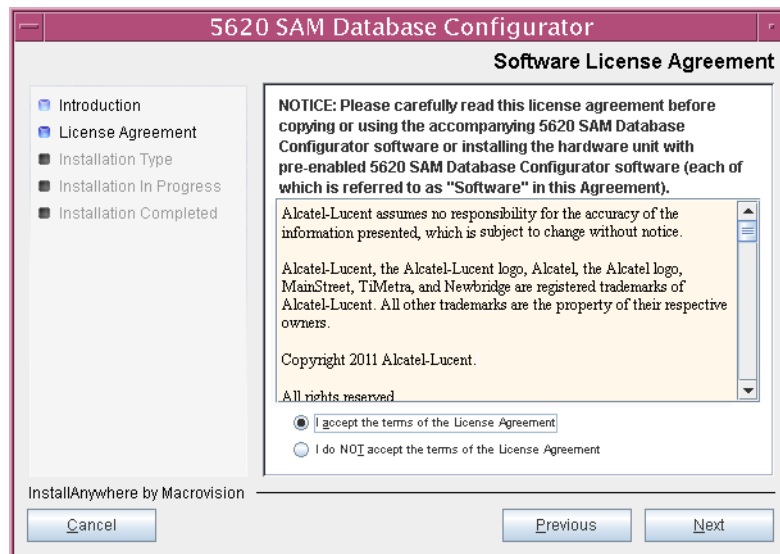 5620 SAM Database Configurator
Software License Agreement
Introduction
License Agreement
Installation Type
Installation In Progress
Installation Completed
NOTICE: Please carefully read this license agreement before
copying or using the accompanying 5620 SAM Database
Configurator software or installing the hardware unit with
pre-enabled 5620 SAM Database Configurator software (each of
which is referred to as "Software" in this Agreement).
Alcatel-Lucent assumes no responsibility for the accuracy of the
information presented, which is subject to change without notice.
Alcatel-Lucent, the Alcatel-Lucent logo, Alcatel, the Alcatel logo,
MainStreet, TiMetra, and Newbridge are registered trademarks of
Alcatel-Lucent. All other trademarks are the property of their respective
owners.
Copyright 2011 Alcatel-Lucent.
All rights reserved
I accept the terms of the License Agreement
I do NOT accept the terms of the License Agreement
InstallAnywhere by Macrovision
Cancel
Previous
Next